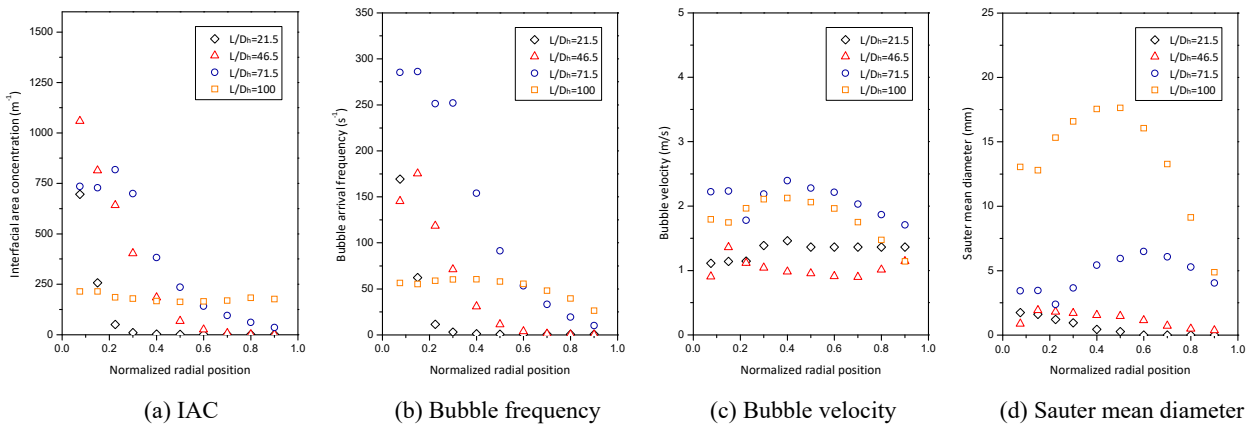 1500
1250
1000
750
500
250
0
0.0 0.2 0.4 0.6 0.8 1.0
Interfacial area concentration (m⁻¹)
Normalized radial position
L/Dh=21.5
L/Dh=46.5
L/Dh=71.5
L/Dh=100
(a) IAC
350
300
250
200
150
100
50
0
0.0 0.2 0.4 0.6 0.8 1.0
Bubble arrival frequency (s⁻¹)
Normalized radial position
L/Dh=21.5
L/Dh=46.5
L/Dh=71.5
L/Dh=100
(b) Bubble frequency
5
4
3
2
1
0
0.0 0.2 0.4 0.6 0.8 1.0
Bubble velocity (m/s)
Normalized radial position
L/Dh=21.5
L/Dh=46.5
L/Dh=71.5
L/Dh=100
(c) Bubble velocity
25
20
15
10
5
0
0.0 0.2 0.4 0.6 0.8 1.0
Sauter mean diameter (mm)
Normalized radial position
L/Dh=21.5
L/Dh=46.5
L/Dh=71.5
L/Dh=100
(d) Sauter mean diameter